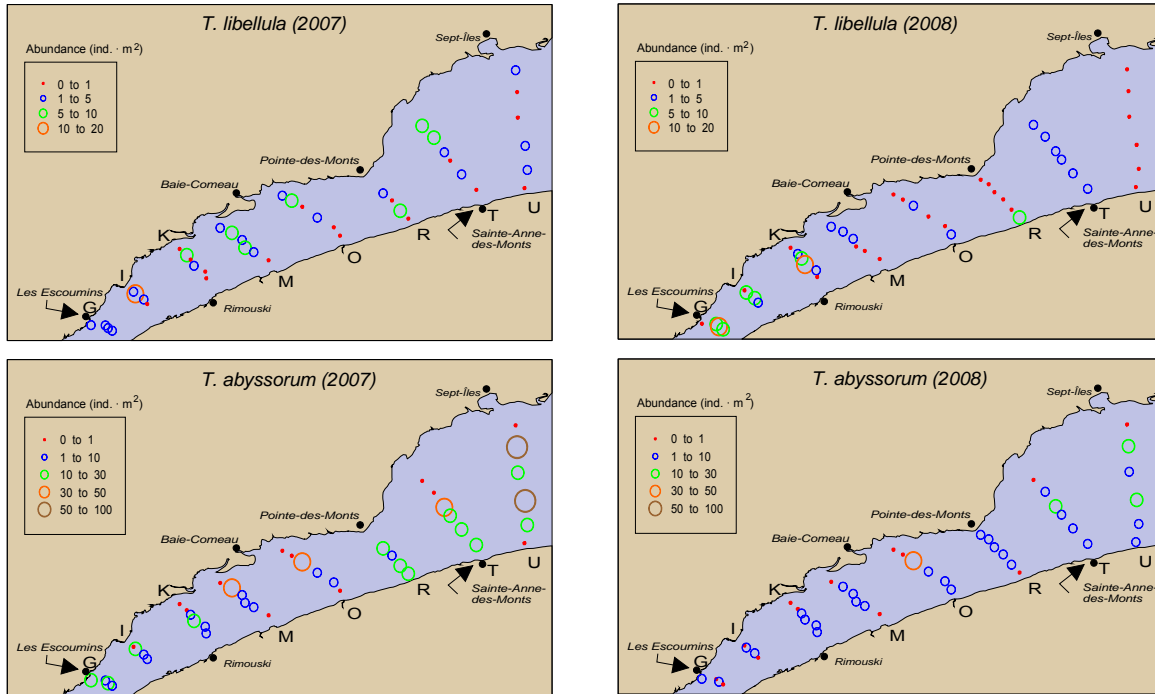 T. libellula (2007)
Abundance (ind. · m²)
0 to 1
1 to 5
5 to 10
10 to 20
Sept-Îles
Pointe-des-Monts
Baie-Comeau
Les Escoumins
Rimouski
Sainte-Anne-
des-Monts
G
I
K
M
O
R
T
U
T. libellula (2008)
Abundance (ind. · m²)
0 to 1
1 to 5
5 to 10
10 to 20
Sept-Îles
Pointe-des-Monts
Baie-Comeau
Les Escoumins
Rimouski
Sainte-Anne-
des-Monts
G
I
K
M
O
R
T
U
T. abyssorum (2007)
Abundance (ind. · m²)
0 to 1
1 to 10
10 to 30
30 to 50
50 to 100
Sept-Îles
Pointe-des-Monts
Baie-Comeau
Les Escoumins
Rimouski
Sainte-Anne-
des-Monts
G
I
K
M
O
R
T
U
T. abyssorum (2008)
Abundance (ind. · m²)
0 to 1
1 to 10
10 to 30
30 to 50
50 to 100
Sept-Îles
Pointe-des-Monts
Baie-Comeau
Les Escoumins
Rimouski
Sainte-Anne-
des-Monts
G
I
K
M
O
R
T
U